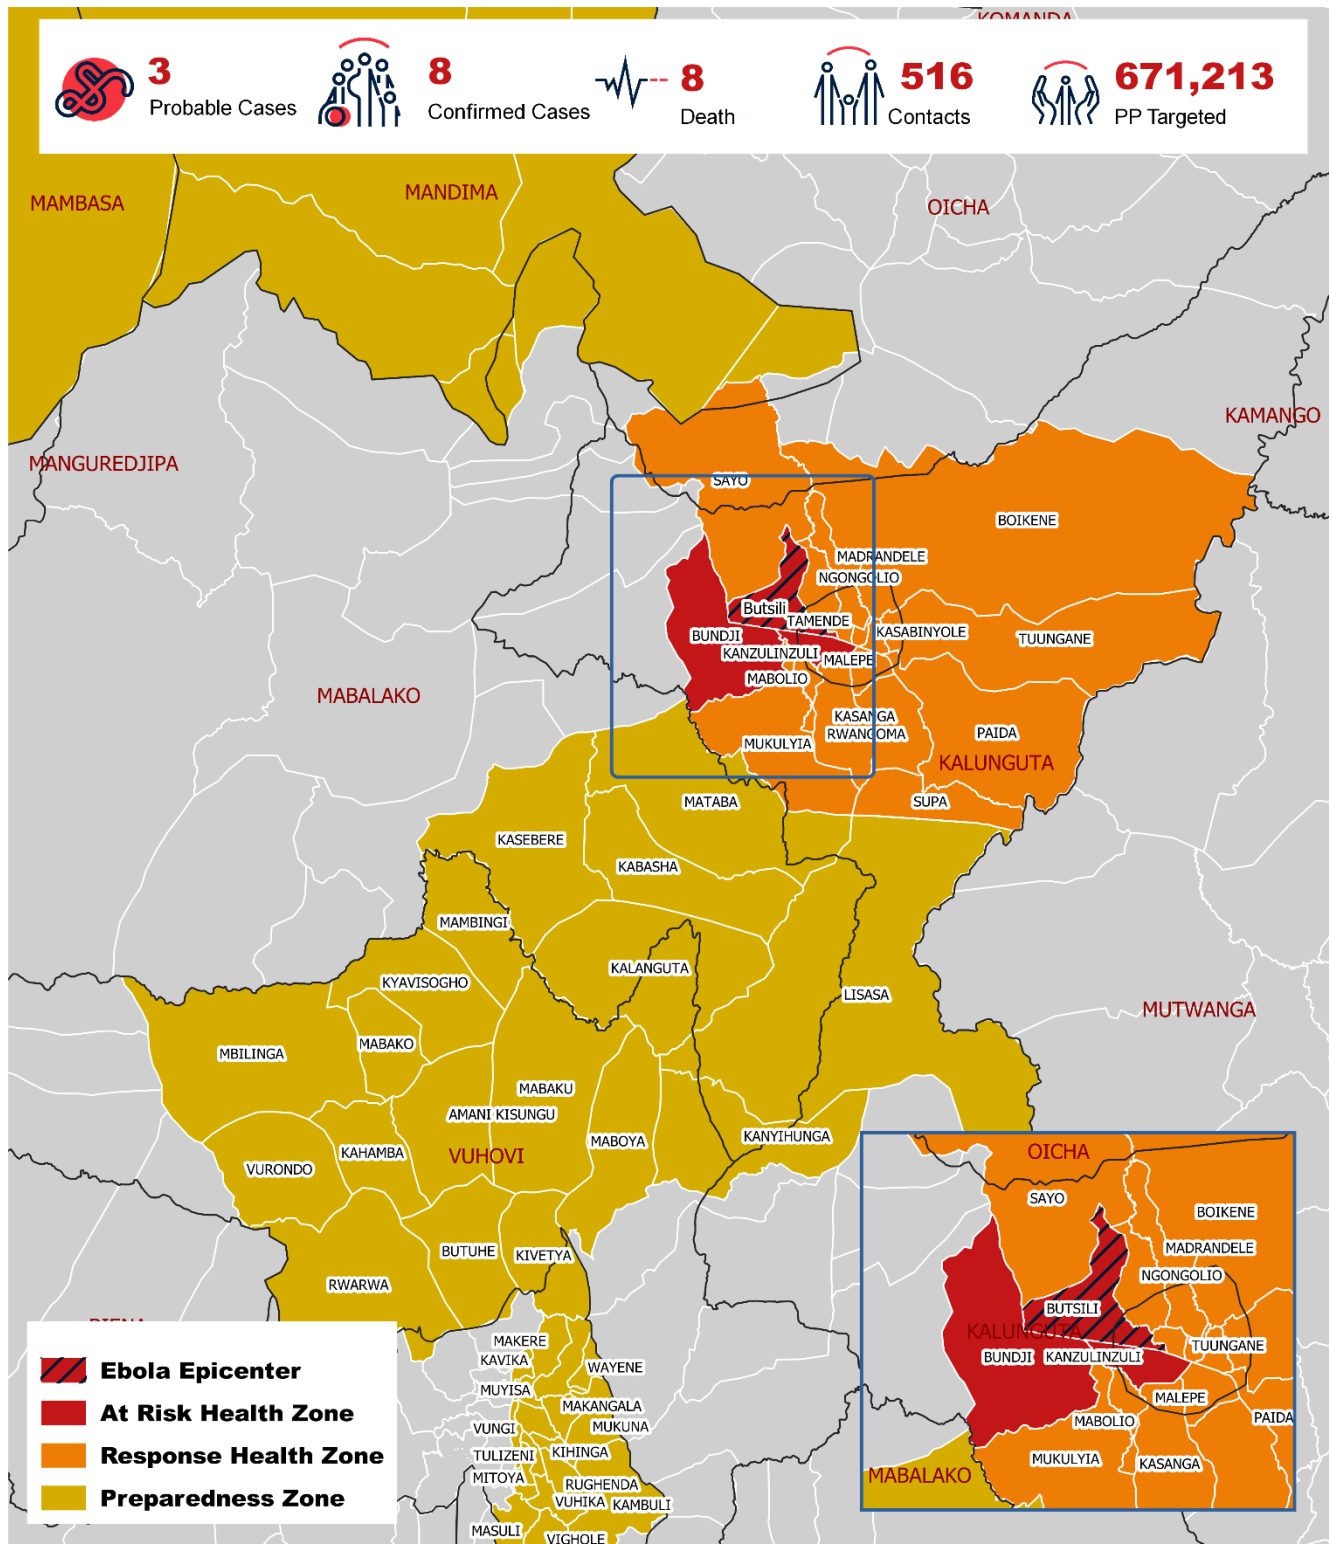 KOMANDA
3
Probable Cases
8
Confirmed Cases
8
Death
516
Contacts
671,213
PP Targeted
MAMBASA
MANDIMA
OICHA
KAMANGO
MANGUREDJIPA
SAYO
BOIKENE
MADRANDELE
NGONGOLIO
Butsili
TAMENDE
BUNDJI
KASABINYOLE
TUUNGANE
KANZULINZULI
MALEPE
MABOLIO
MABALAKO
KASANGA
RWANGOMA
PAIDA
MUKULYIA
KALUNGUTA
MATABA
SUPA
KASEBERE
KABASHA
MAMBINGI
KALANGUTA
KYAVISOGHO
LISASA
MUTWANGA
MBILINGA
MABAKO
MABAKU
AMANI KISUNGU
MABOYA
KANYIHUNGA
KAHAMBA
VUHOVI
VURONDO
BUTUHE
KIVETYA
RWARWA
MAKERE
KAVIKA
WAYENE
MUYISA
MAKANGALA
VUNGI
MUKUNA
TULIZENI
KIHINGA
MITOYA
RUGHENDA
VUHIKA
KAMBULI
MASULI
VIGHOLE
Ebola Epicenter
At Risk Health Zone
Response Health Zone
Preparedness Zone
OICHA
SAYO
BOIKENE
MADRANDELE
NGONGOLIO
BUTSILI
KALUNGUTA
TUUNGANE
BUNDJI
KANZULINZULI
MALEPE
MABOLIO
PAIDA
MUKULYIA
KASANGA
MABALAKO